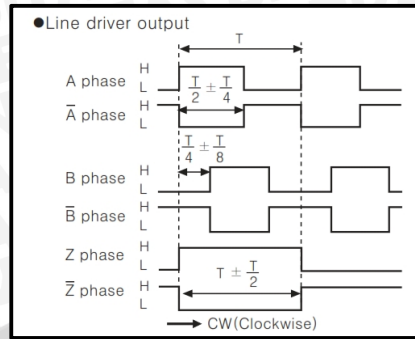 ●Line driver output
T
A phase H
L
T/2 ± T/4
A̅ phase H
L
T/4 ± T/8
B phase H
L
B̅ phase H
L
Z phase H
L
T ± T/2
Z̅ phase H
L
CW(Clockwise)